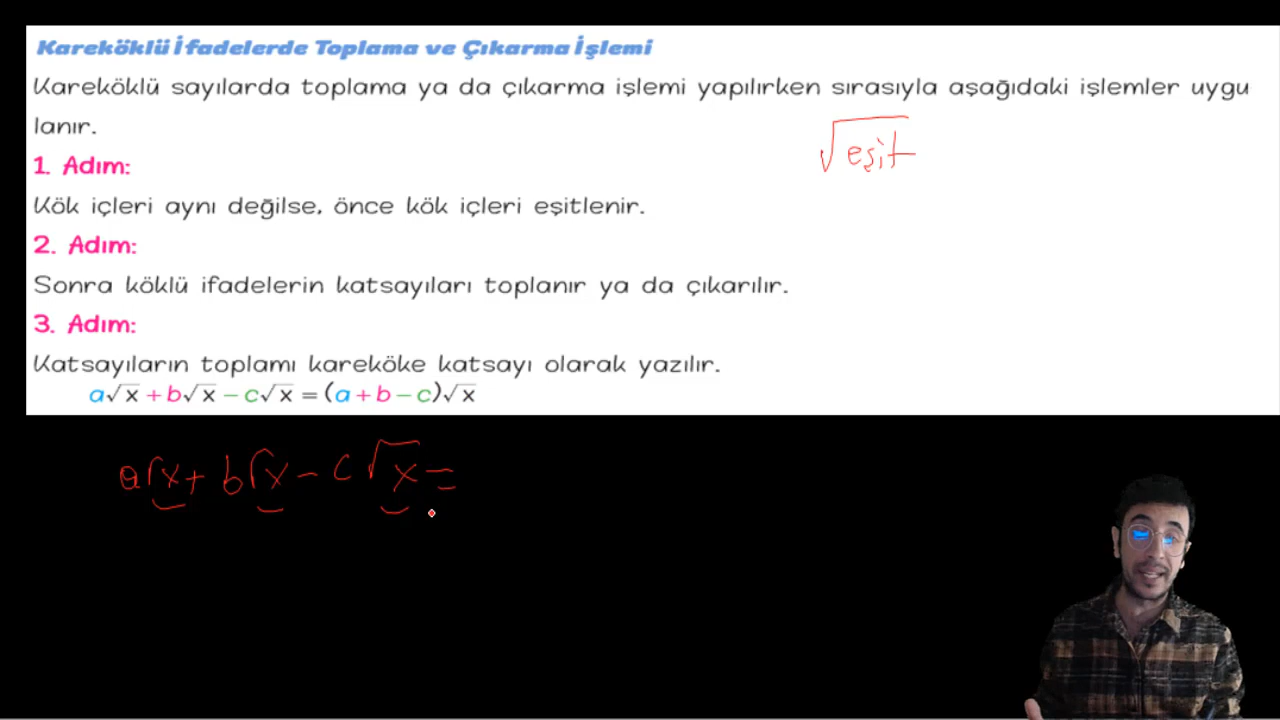 Kareköklü İfadelerde Toplama ve Çıkarma İşlemi
Kareköklü sayılarda toplama ya da çıkarma işlemi yapılırken sırasıyla aşağıdaki işlemler uygu
lanır.
√eşit
1. Adım:
Kök içleri aynı değilse, önce kök içleri eşitlenir.
2. Adım:
Sonra köklü ifadelerin katsayıları toplanır ya da çıkarılır.
3. Adım:
Katsayıların toplamı kareköke katsayı olarak yazılır.
a√x + b√x − c√x = (a + b − c)√x
a√x + b√x − c√x =